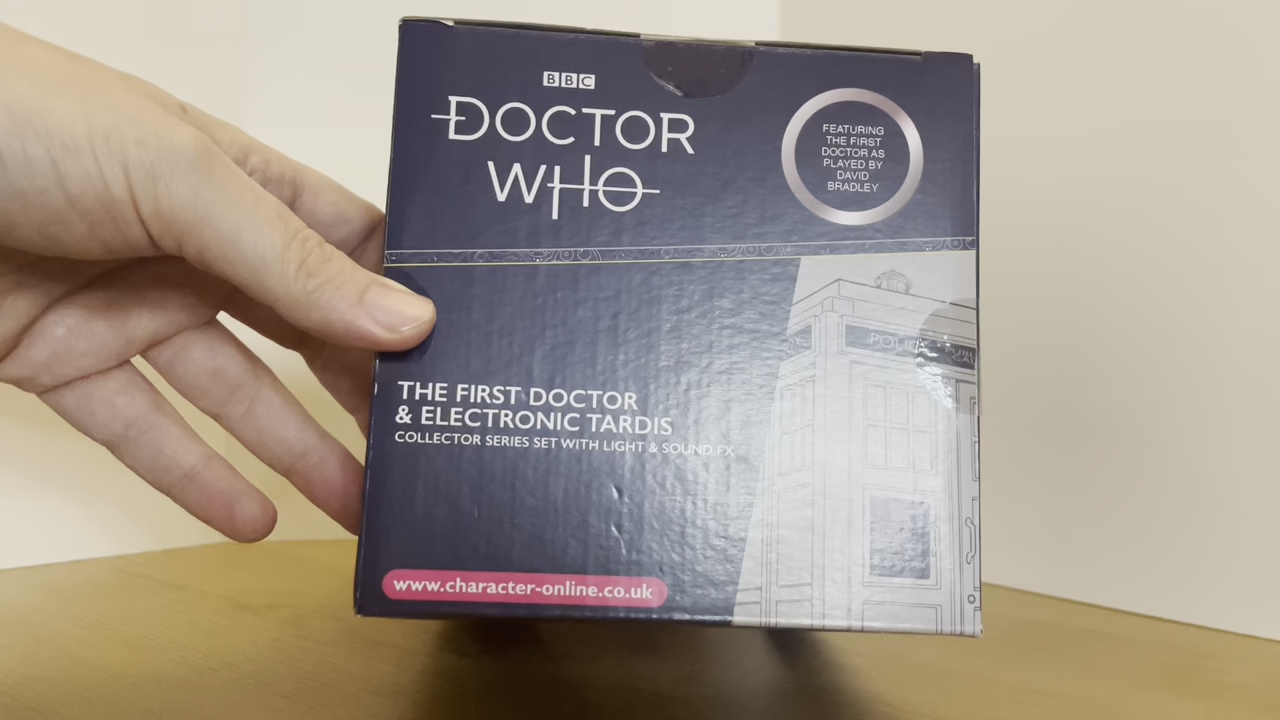 BBC
DOCTOR
WHO
FEATURING
THE FIRST
DOCTOR AS
PLAYED BY
DAVID
BRADLEY
POLICE
THE FIRST DOCTOR
& ELECTRONIC TARDIS
COLLECTOR SERIES SET WITH LIGHT & SOUND FX
www.character-online.co.uk